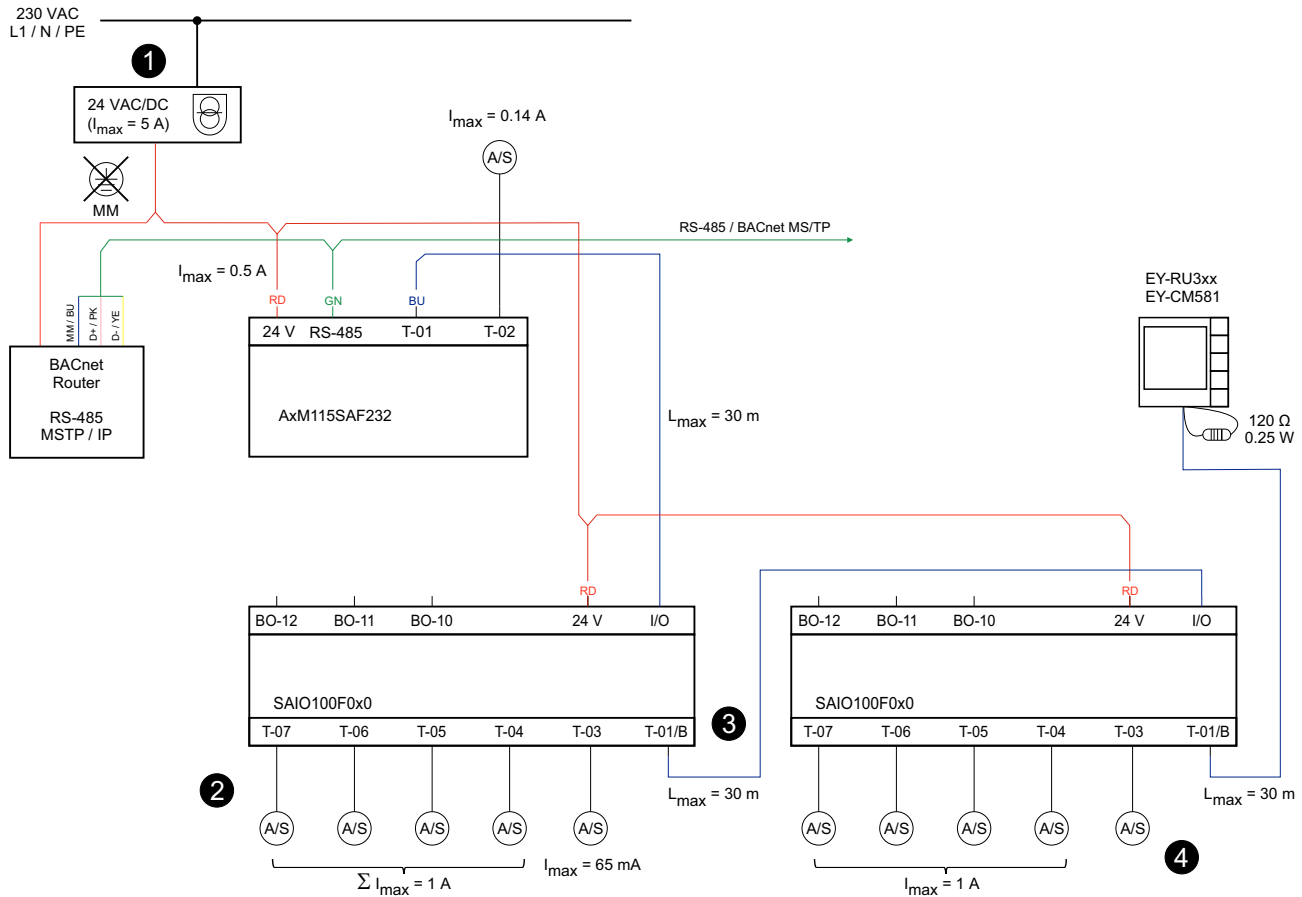 230 VAC
L1 / N / PE
1
24 VAC/DC
(Imax = 5 A)
MM
Imax = 0.14 A
A/S
RS-485 / BACnet MS/TP
Imax = 0.5 A
RD
GN
BU
MM / BU
D+ / PK
D- / YE
24 V
RS-485
T-01
T-02
BACnet
Router
RS-485
MSTP / IP
AxM115SAF232
Lmax = 30 m
EY-RU3xx
EY-CM581
120 Ω
0.25 W
RD
RD
BO-12
BO-11
BO-10
24 V
I/O
BO-12
BO-11
BO-10
24 V
I/O
SAIO100F0x0
SAIO100F0x0
T-07
T-06
T-05
T-04
T-03
T-01/B
3
T-07
T-06
T-05
T-04
T-03
T-01/B
2
Lmax = 30 m
Lmax = 30 m
A/S
A/S
A/S
A/S
A/S
A/S
A/S
A/S
A/S
A/S
4
Σ Imax = 1 A
Imax = 65 mA
Imax = 1 A